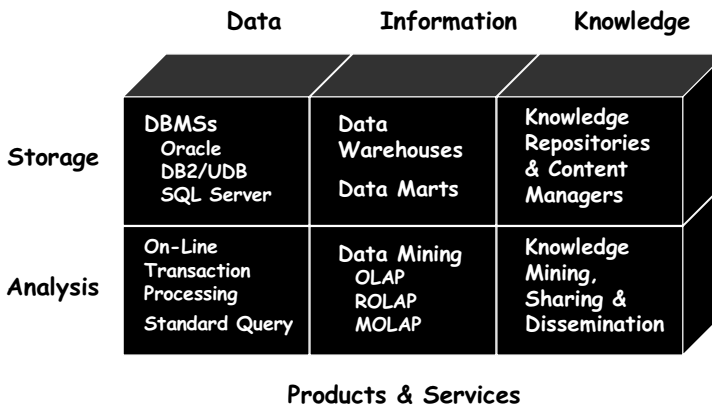 Data Information Knowledge
Storage
DBMSs
Oracle
DB2/UDB
SQL Server
Data
Warehouses
Data Marts
Knowledge
Repositories
& Content
Managers
Analysis
On-Line
Transaction
Processing
Standard Query
Data Mining
OLAP
ROLAP
MOLAP
Knowledge
Mining,
Sharing &
Dissemination
Products & Services